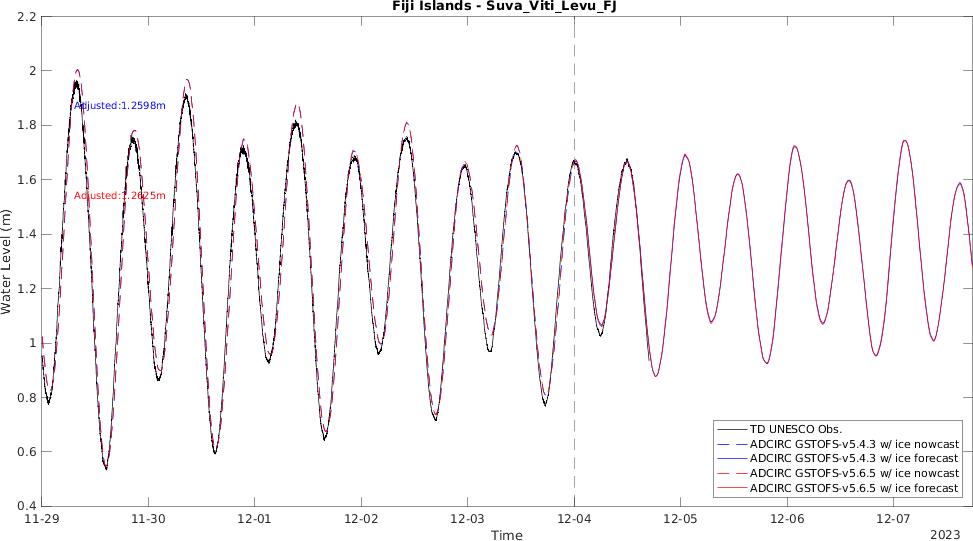 Fiji Islands - Suva_Viti_Levu_FJ
2.2
2
1.8
1.6
1.4
1.2
1
0.8
0.6
0.4
Water Level (m)
Adjusted:1.2598m
Adjusted:1.2625m
TD UNESCO Obs.
ADCIRC GSTOFS-v5.4.3 w/ ice nowcast
ADCIRC GSTOFS-v5.4.3 w/ ice forecast
ADCIRC GSTOFS-v5.6.5 w/ ice nowcast
ADCIRC GSTOFS-v5.6.5 w/ ice forecast
11-29 11-30 12-01 12-02 12-03 12-04 12-05 12-06 12-07
Time
2023